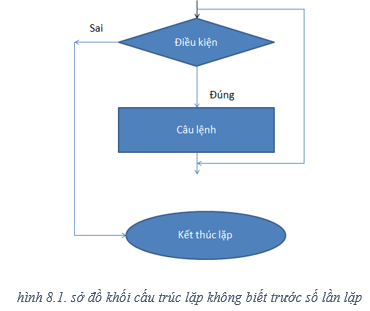 Điều kiện
Sai
Đúng
Câu lệnh
Kết thúc lặp
hình 8.1. sở đồ khối cấu trúc lặp không biết trước số lần lặp